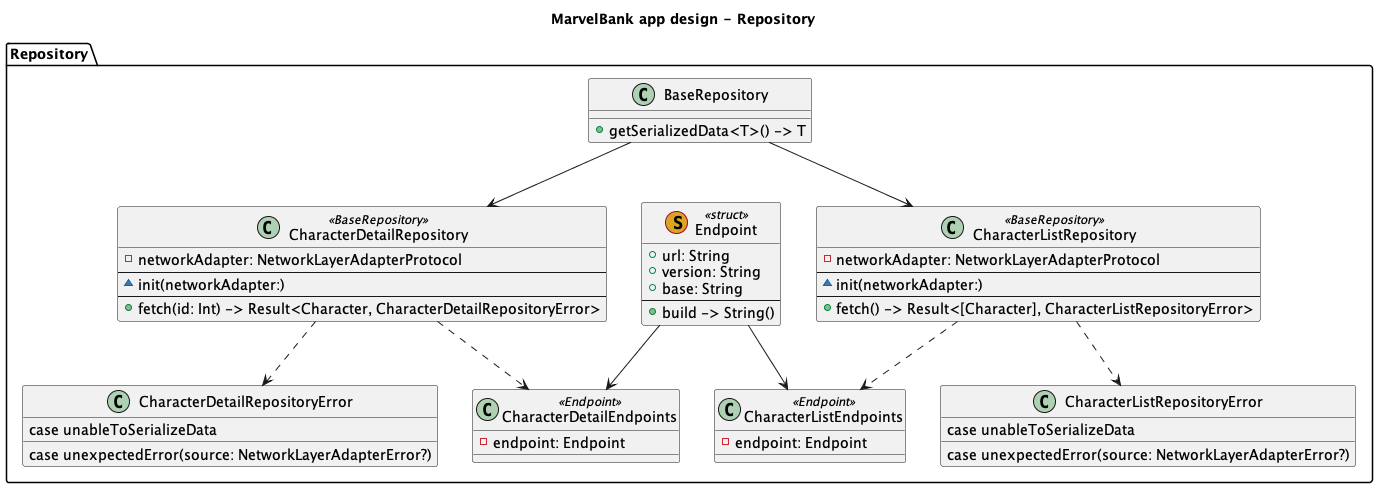 MarvelBank app design - Repository
Repository
C BaseRepository
getSerializedData<T>() -> T
C «BaseRepository»
CharacterDetailRepository
networkAdapter: NetworkLayerAdapterProtocol
init(networkAdapter:)
fetch(id: Int) -> Result<Character, CharacterDetailRepositoryError>
S «struct»
Endpoint
url: String
version: String
base: String
build -> String()
C «BaseRepository»
CharacterListRepository
networkAdapter: NetworkLayerAdapterProtocol
init(networkAdapter:)
fetch() -> Result<[Character], CharacterListRepositoryError>
C CharacterDetailRepositoryError
case unableToSerializeData
case unexpectedError(source: NetworkLayerAdapterError?)
C «Endpoint»
CharacterDetailEndpoints
endpoint: Endpoint
C «Endpoint»
CharacterListEndpoints
endpoint: Endpoint
C CharacterListRepositoryError
case unableToSerializeData
case unexpectedError(source: NetworkLayerAdapterError?)